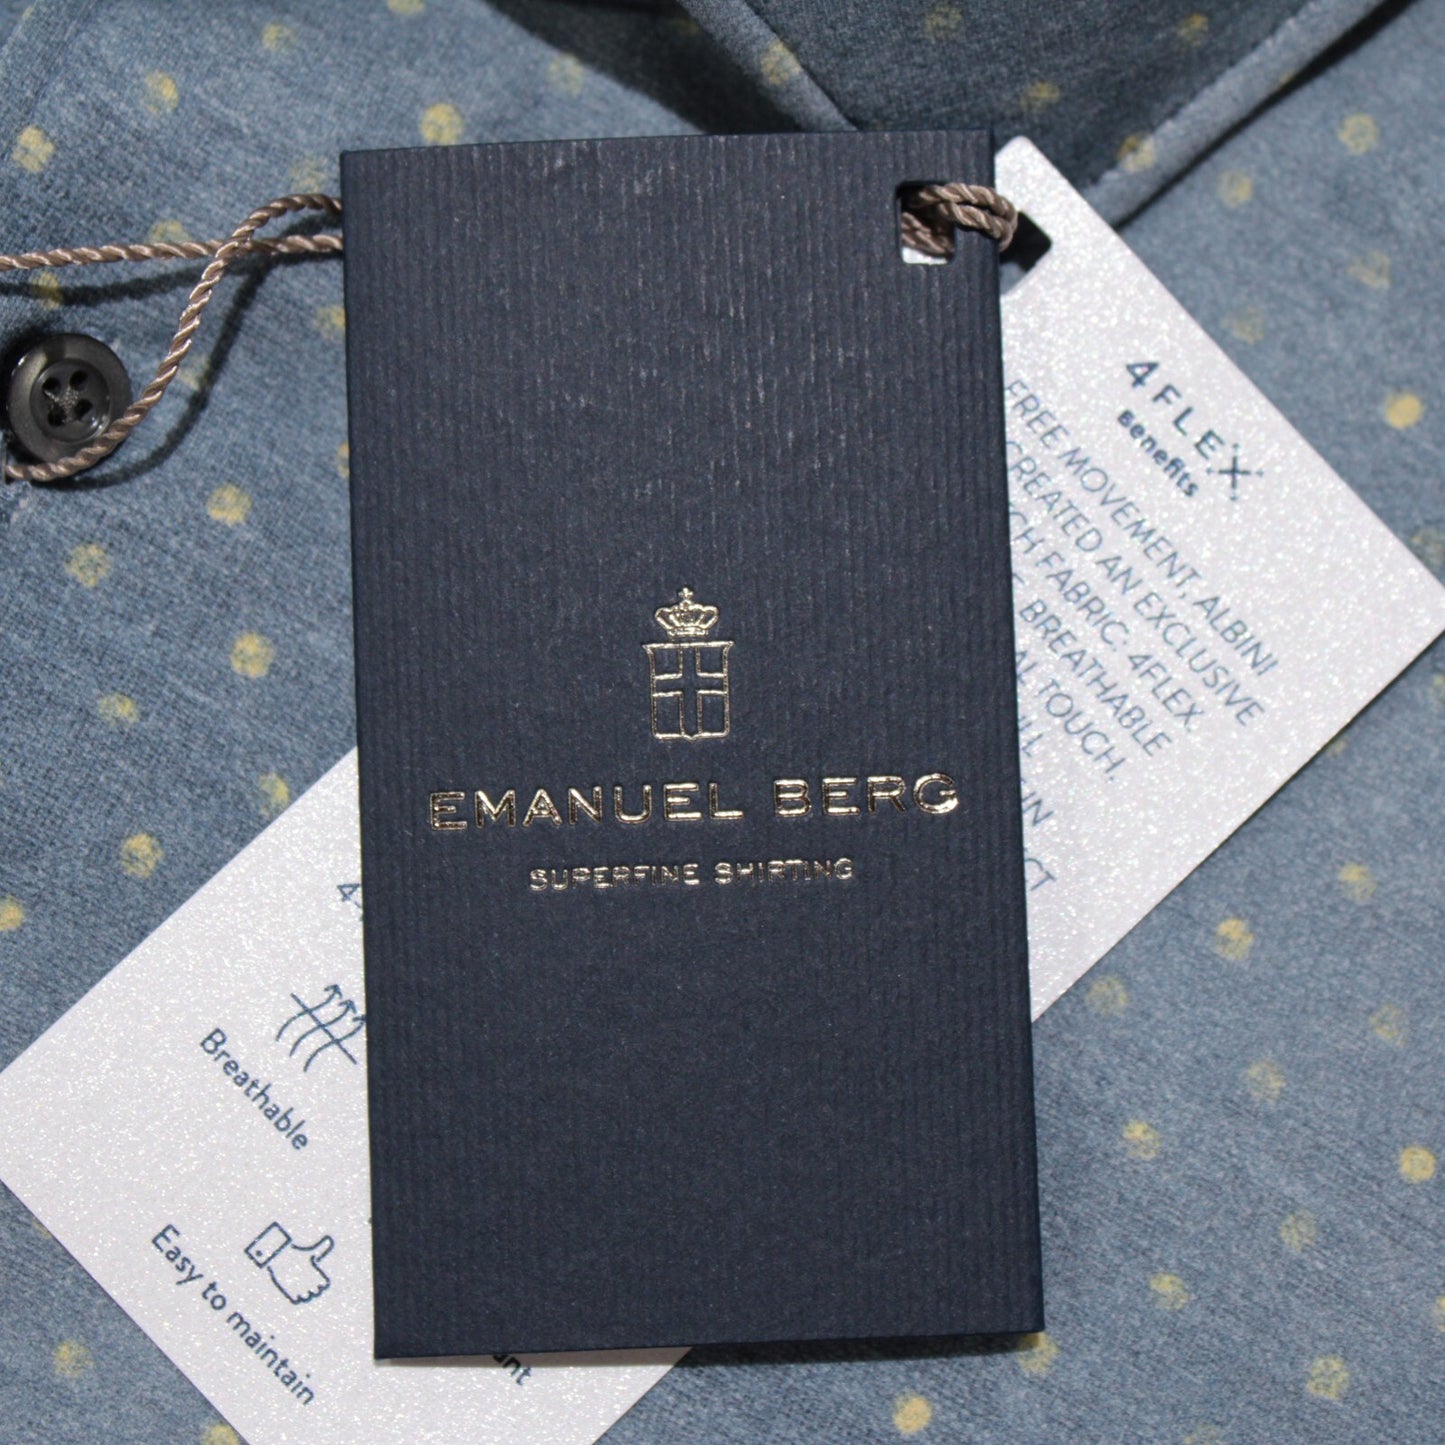 EMANUEL BERG
SUPERFINE SHIRTING
4FLEX
Benefits
FREE MOVEMENT, ALBINI
CREATED AN EXCLUSIVE
FABRIC. 4FLEX.
BREATHABLE
TOUCH.
Breathable
Easy to maintain